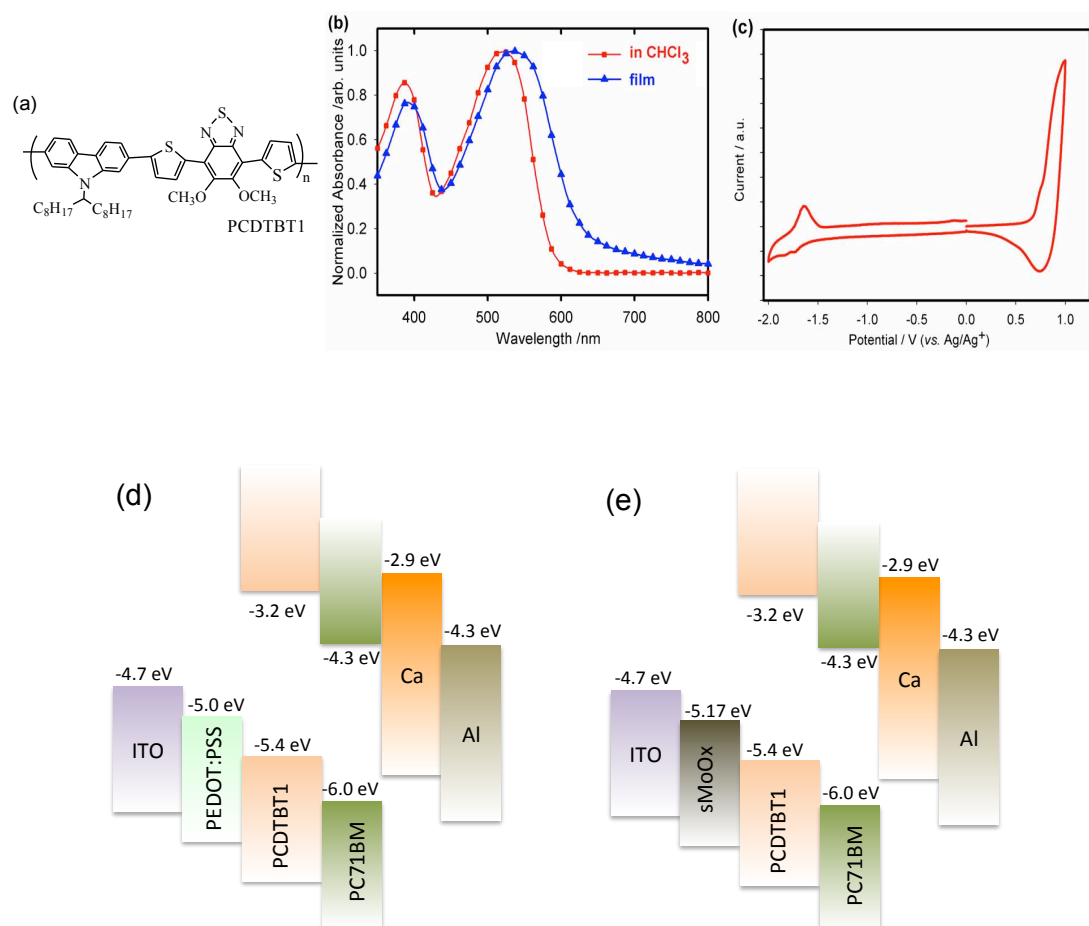 (a)
S
N
N
S
S
N
CH3O
OCH3
n
C8H17
C8H17
PCDTBT1
(b)
in CHCl3
film
Normalized Absorbance /arb. units
1.0
0.8
0.6
0.4
0.2
0.0
400
500
600
700
800
Wavelength /nm
(c)
Current / a.u.
-2.0
-1.5
-1.0
-0.5
0.0
0.5
1.0
Potential / V (vs. Ag/Ag+)
(d)
-2.9 eV
-3.2 eV
-4.3 eV
-4.3 eV
-4.7 eV
Ca
-5.0 eV
Al
ITO
-5.4 eV
PEDOT:PSS
-6.0 eV
PCDTBT1
PC71BM
(e)
-2.9 eV
-3.2 eV
-4.3 eV
-4.3 eV
-4.7 eV
Ca
-5.17 eV
Al
ITO
-5.4 eV
sMoOx
-6.0 eV
PCDTBT1
PC71BM